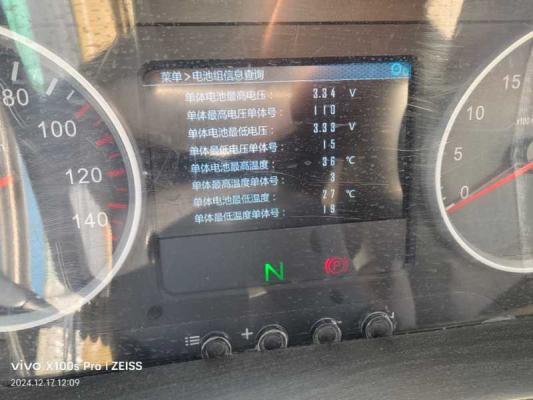 菜单 > 电池组信息查询
单体电池最高电压： 3.34 V
单体最高电压单体号： 110
单体电池最低电压： 3.33 V
单体最低电压单体号： 15
单体电池最高温度： 36 ℃
单体最高温度单体号： 3
单体电池最低温度： 27 ℃
单体最低温度单体号： 19
80
100
120
140
15
10
5
0
x100
N
P
vivo X100s Pro | ZEISS
2024.12.17 12:09